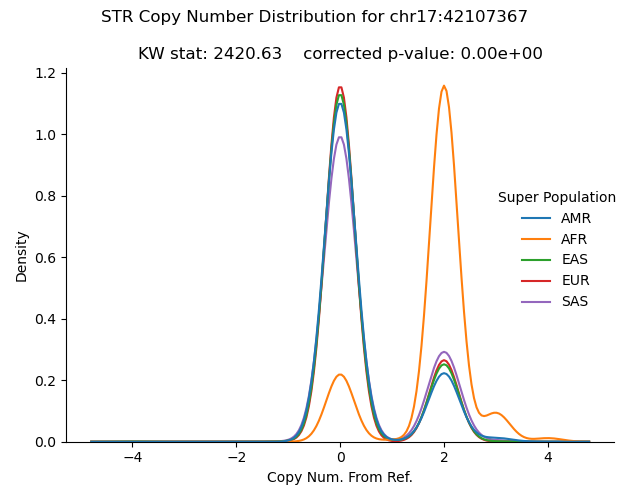 STR Copy Number Distribution for chr17:42107367
KW stat: 2420.63    corrected p-value: 0.00e+00
1.2
1.0
0.8
0.6
0.4
0.2
0.0
Density
−4
−2
0
2
4
Copy Num. From Ref.
Super Population
AMR
AFR
EAS
EUR
SAS